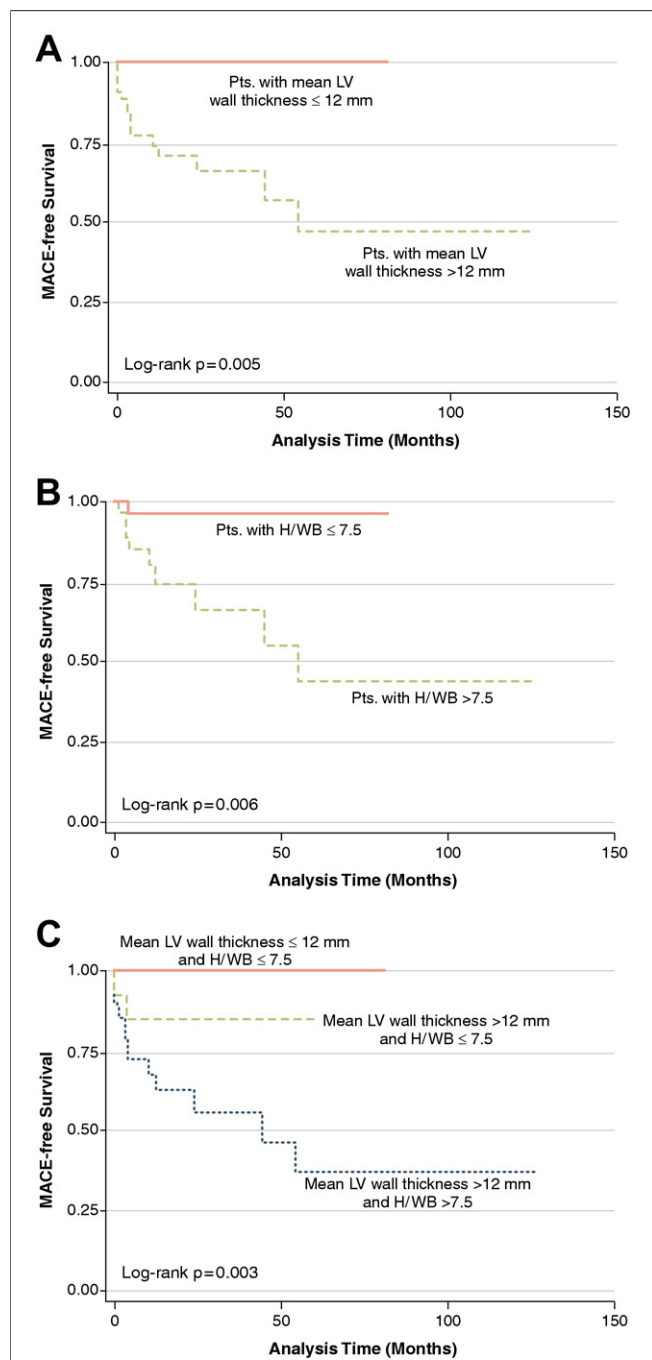 A
1.00
0.75
0.50
0.25
0.00
MACE-free Survival
Pts. with mean LV
wall thickness ≤ 12 mm
Pts. with mean LV
wall thickness >12 mm
Log-rank p=0.005
0 50 100 150
Analysis Time (Months)
B
1.00
0.75
0.50
0.25
0.00
MACE-free Survival
Pts. with H/WB ≤ 7.5
Pts. with H/WB >7.5
Log-rank p=0.006
0 50 100 150
Analysis Time (Months)
C
Mean LV wall thickness ≤ 12 mm
and H/WB ≤ 7.5
1.00
0.75
0.50
0.25
0.00
MACE-free Survival
Mean LV wall thickness >12 mm
and H/WB ≤ 7.5
Mean LV wall thickness >12 mm
and H/WB >7.5
Log-rank p=0.003
0 50 100 150
Analysis Time (Months)